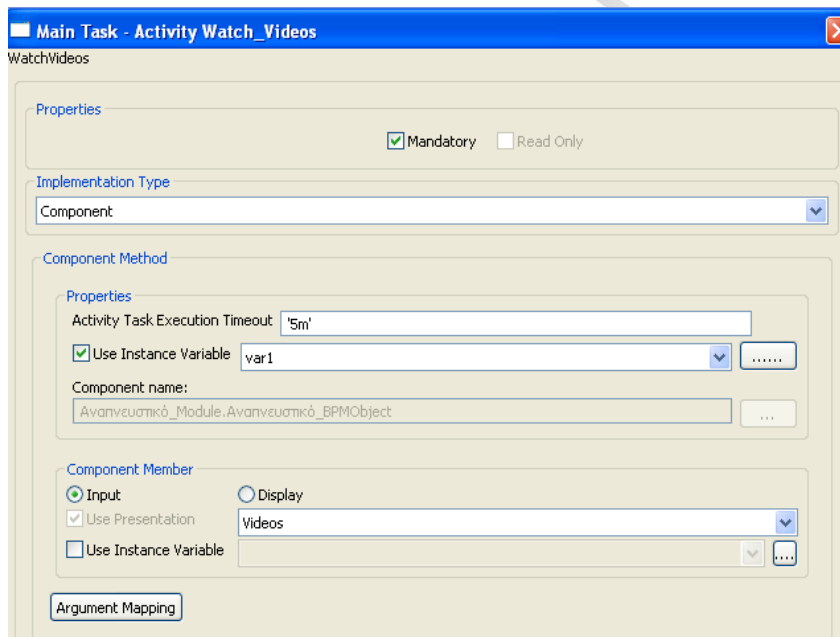 Main Task - Activity Watch_Videos
WatchVideos
Properties
Mandatory Read Only
Implementation Type
Component
Component Method
Properties
Activity Task Execution Timeout '5m'
Use Instance Variable var1 ......
Component name:
Αναπνευστικό_Module.Αναπνευστικό_BPMObject ...
Component Member
Input Display
Use Presentation Videos
Use Instance Variable ....
Argument Mapping